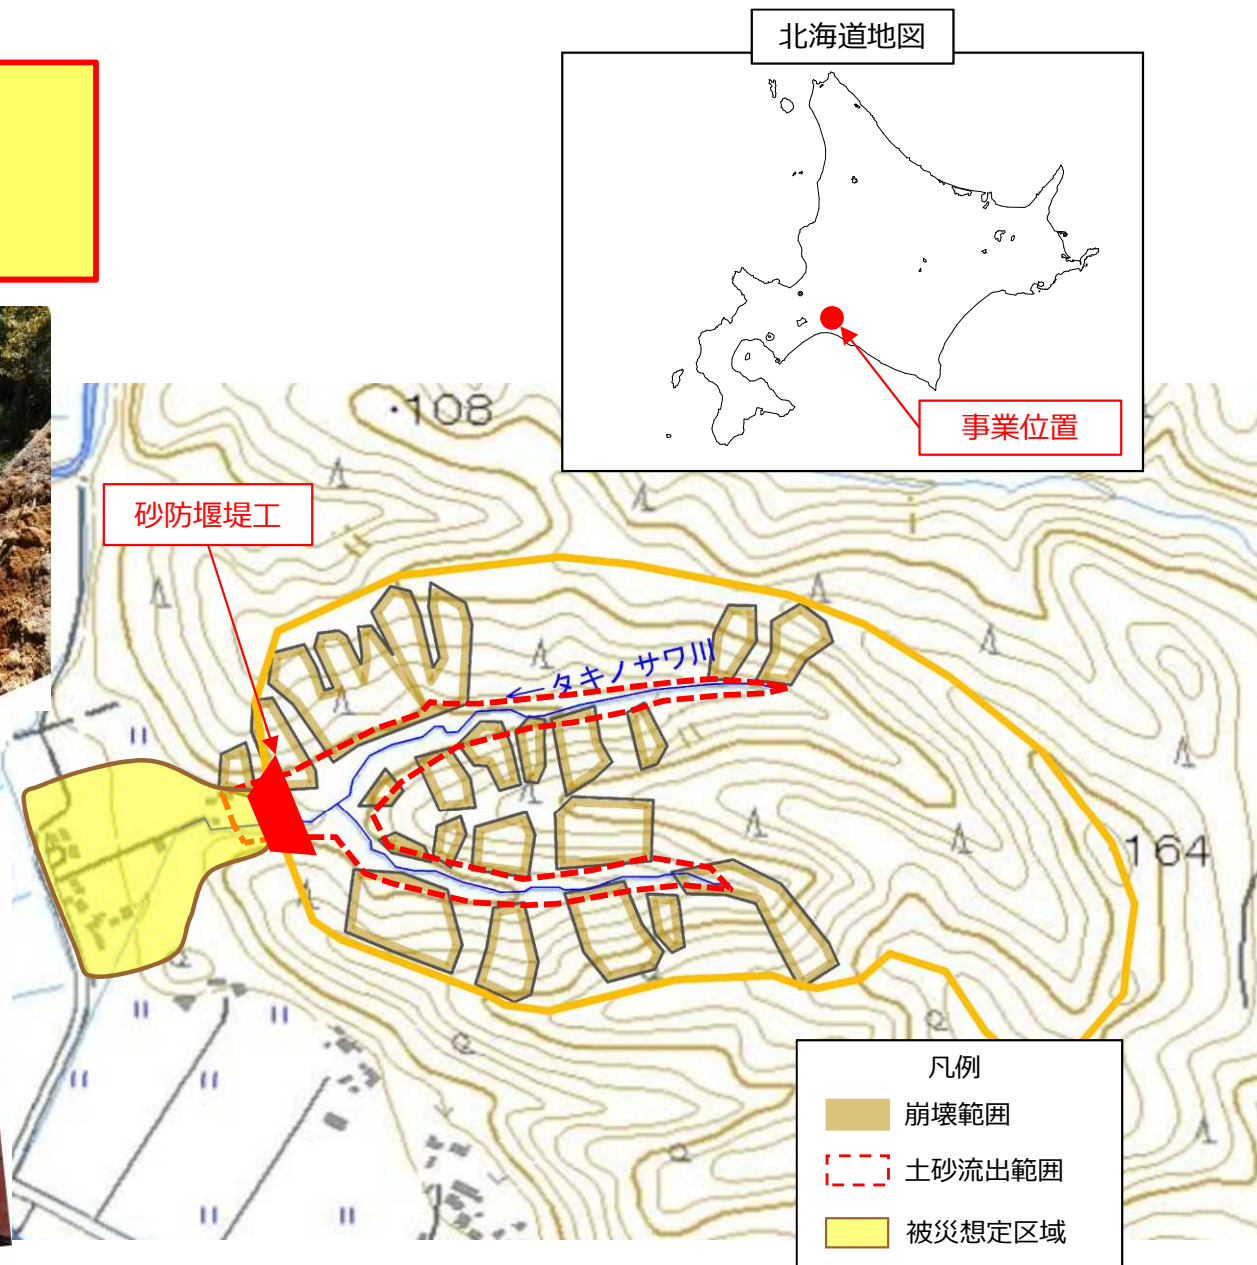 北海道地図
事業位置
・108
砂防堰堤工
←タキノサワ川
164
凡例
崩壊範囲
土砂流出範囲
被災想定区域